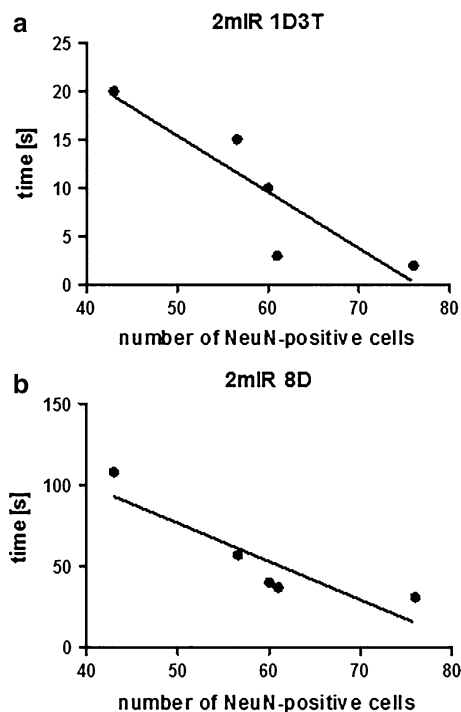 a
2mIR 1D3T
25
20
15
10
5
0
time [s]
40 50 60 70 80
number of NeuN-positive cells
b
2mIR 8D
150
100
50
0
time [s]
40 50 60 70 80
number of NeuN-positive cells